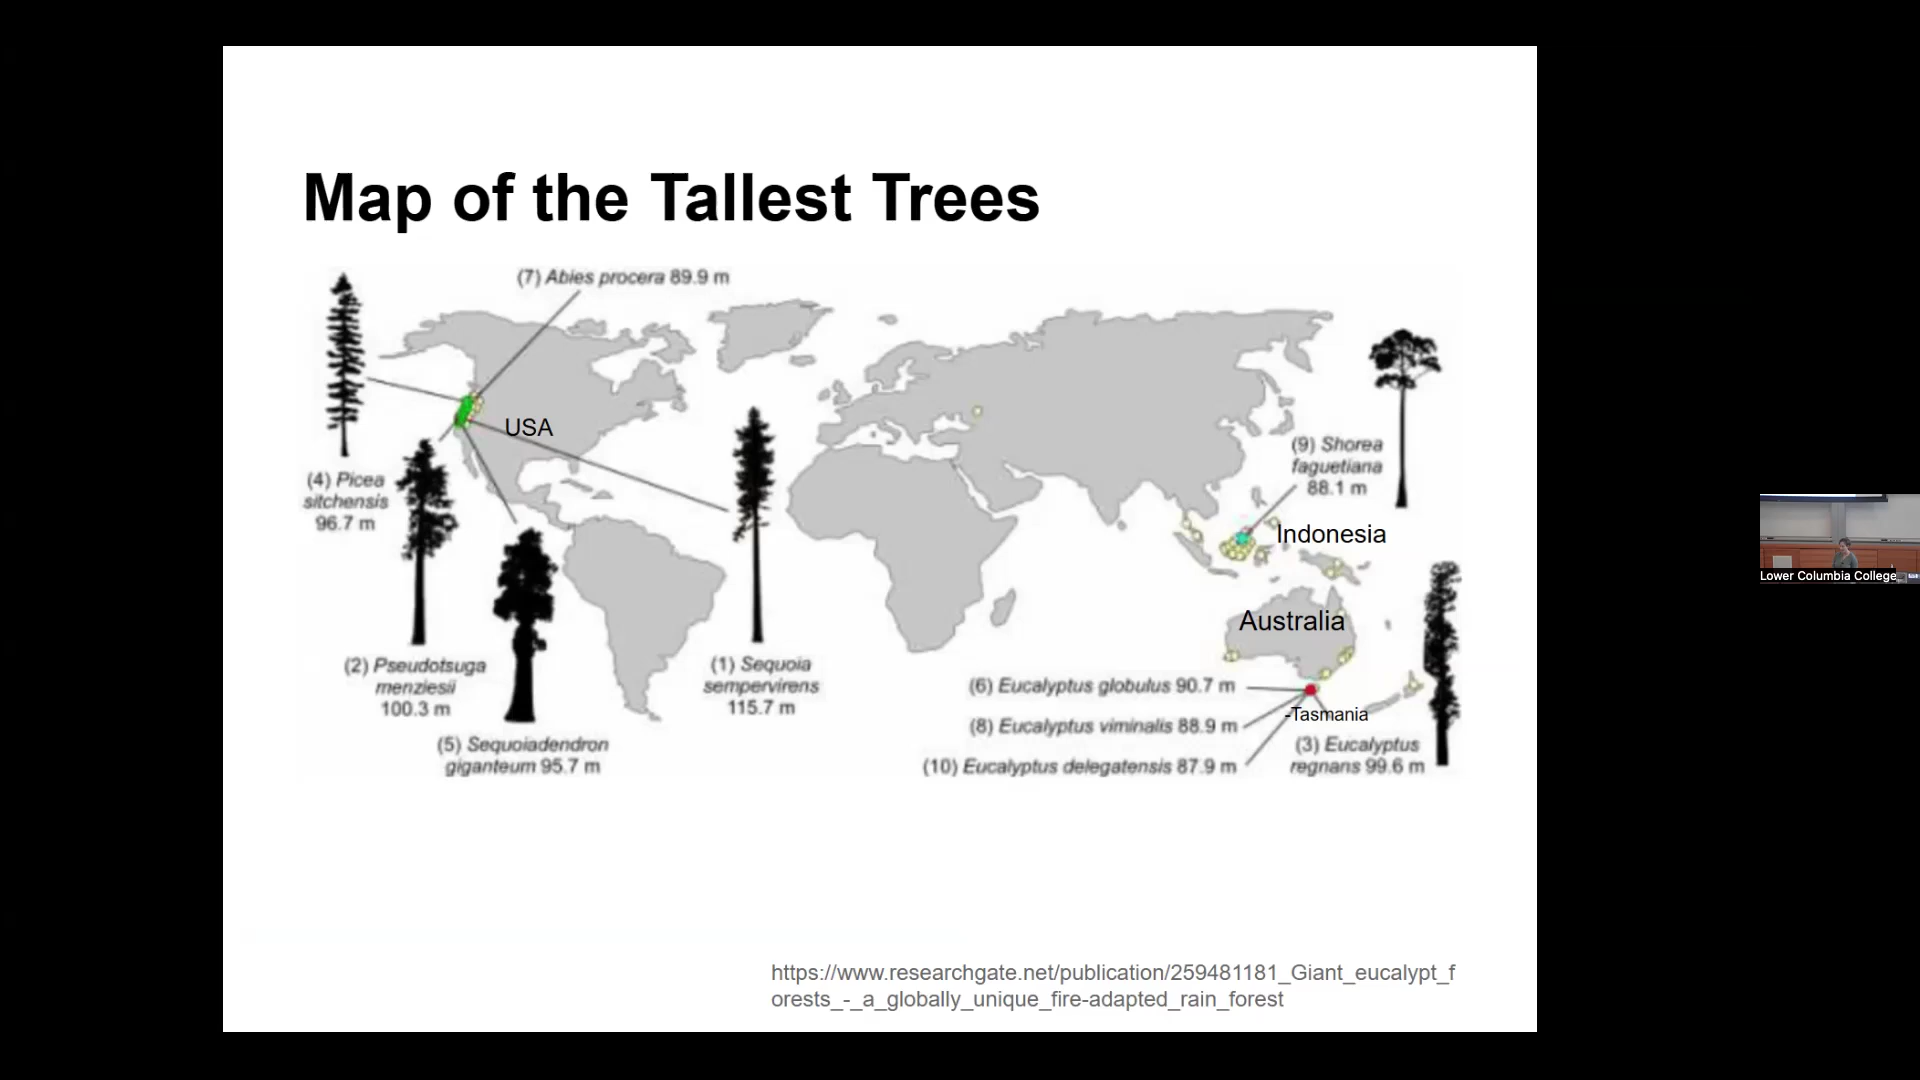 Map of the Tallest Trees
(7) Abies procera 89.9 m
USA
(4) Picea
sitchensis
96.7 m
(2) Pseudotsuga
menziesii
100.3 m
(5) Sequoiadendron
giganteum 95.7 m
(1) Sequoia
sempervirens
115.7 m
(9) Shorea
faguetiana
88.1 m
Indonesia
Australia
(6) Eucalyptus globulus 90.7 m
-Tasmania
(8) Eucalyptus viminalis 88.9 m
(3) Eucalyptus
regnans 99.6 m
(10) Eucalyptus delegatensis 87.9 m
https://www.researchgate.net/publication/259481181_Giant_eucalypt_f
orests_-_a_globally_unique_fire-adapted_rain_forest
Lower Columbia College